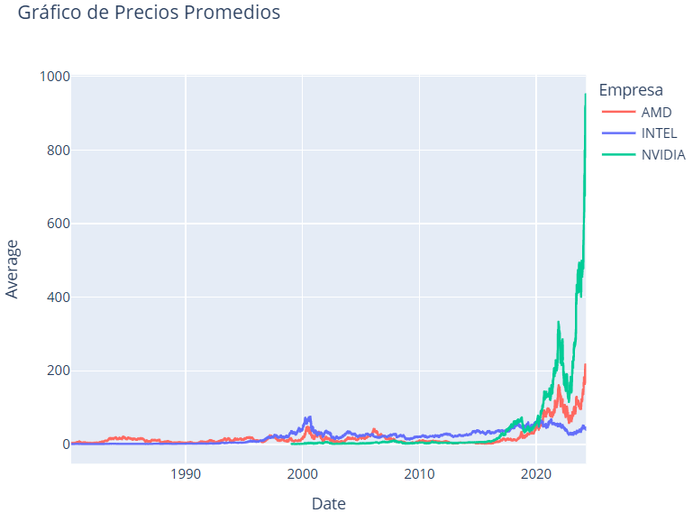 Gráfico de Precios Promedios
1000
800
600
400
200
0
Average
1990
2000
2010
2020
Date
Empresa
AMD
INTEL
NVIDIA